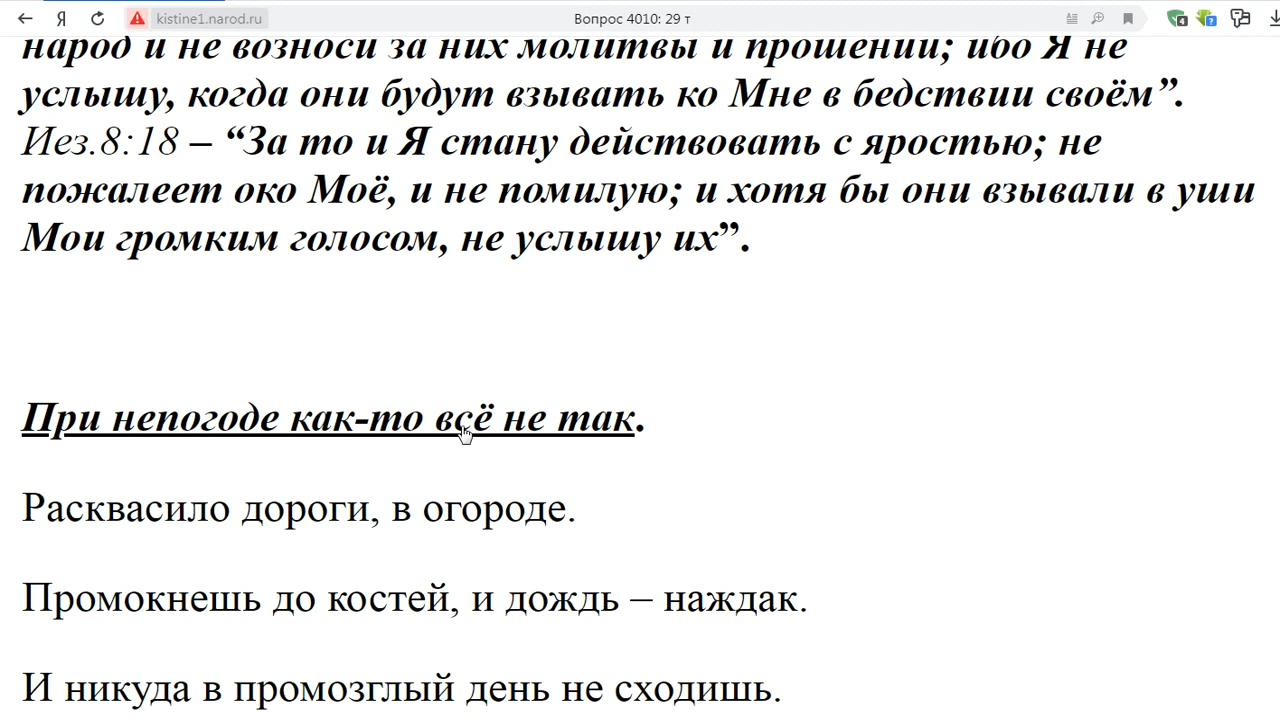 kistine1.narod.ru
Вопрос 4010: 29 т
народ и не возноси за них молитвы и прошений; ибо Я не
услышу, когда они будут взывать ко Мне в бедствии своём”.
Иез.8:18 – “За то и Я стану действовать с яростью; не
пожалеет око Моё, и не помилую; и хотя бы они взывали в уши
Мои громким голосом, не услышу их”.
При непогоде как-то всё не так.
Расквасило дороги, в огороде.
Промокнешь до костей, и дождь – наждак.
И никуда в промозглый день не сходишь.